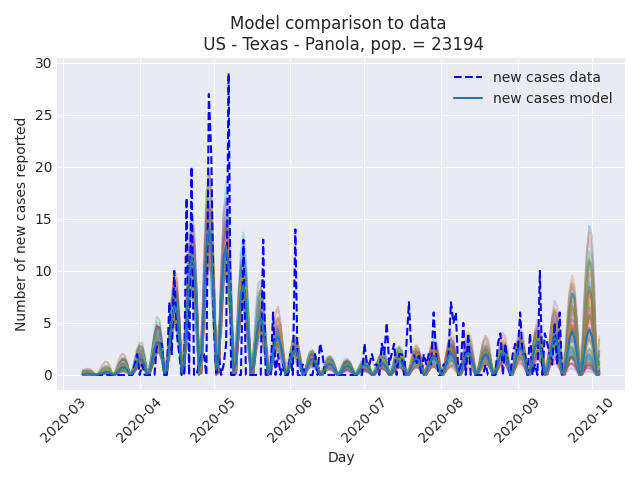 Model comparison to data
US - Texas - Panola, pop. = 23194
Number of new cases reported
30
25
20
15
10
5
0
new cases data
new cases model
2020-03
2020-04
2020-05
2020-06
2020-07
2020-08
2020-09
2020-10
Day